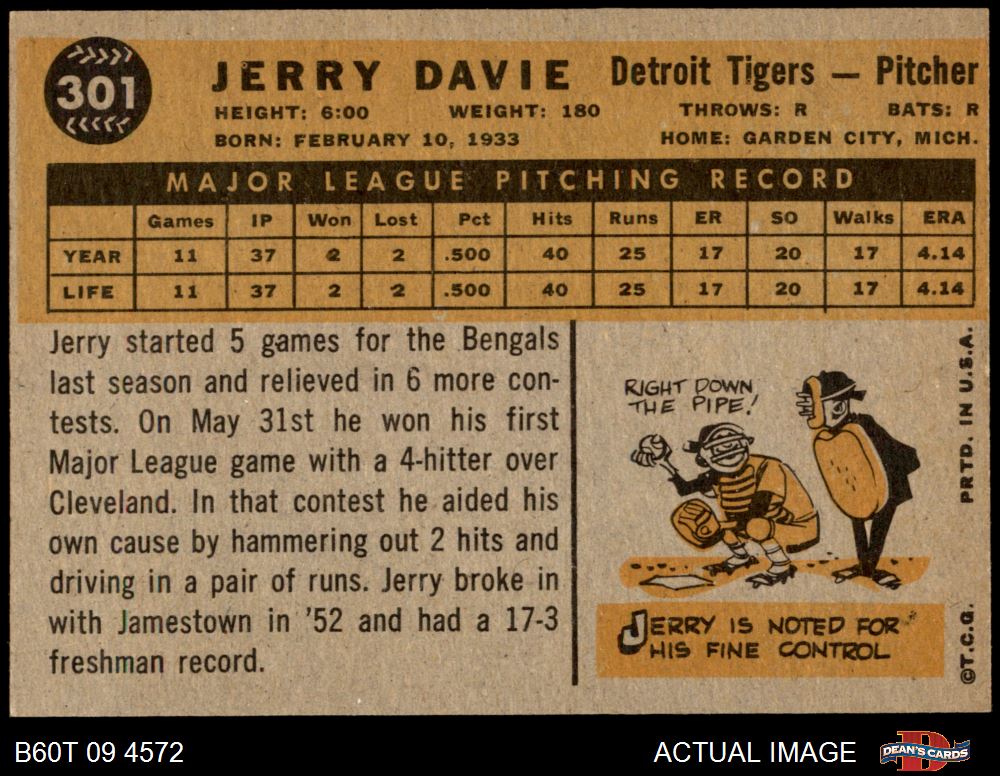 301
JERRY DAVIE Detroit Tigers — Pitcher
HEIGHT: 6:00 WEIGHT: 180 THROWS: R BATS: R
BORN: FEBRUARY 10, 1933 HOME: GARDEN CITY, MICH.
MAJOR LEAGUE PITCHING RECORD
Games IP Won Lost Pct Hits Runs ER SO Walks ERA
YEAR 11 37 2 2 .500 40 25 17 20 17 4.14
LIFE 11 37 2 2 .500 40 25 17 20 17 4.14
Jerry started 5 games for the Bengals
last season and relieved in 6 more con-
tests. On May 31st he won his first
Major League game with a 4-hitter over
Cleveland. In that contest he aided his
own cause by hammering out 2 hits and
driving in a pair of runs. Jerry broke in
with Jamestown in '52 and had a 17-3
freshman record.
RIGHT DOWN
THE PIPE!
JERRY IS NOTED FOR
HIS FINE CONTROL
PRTD. IN U.S.A.
©T.C.G.
B60T 09 4572 ACTUAL IMAGE DEAN'S CARDS